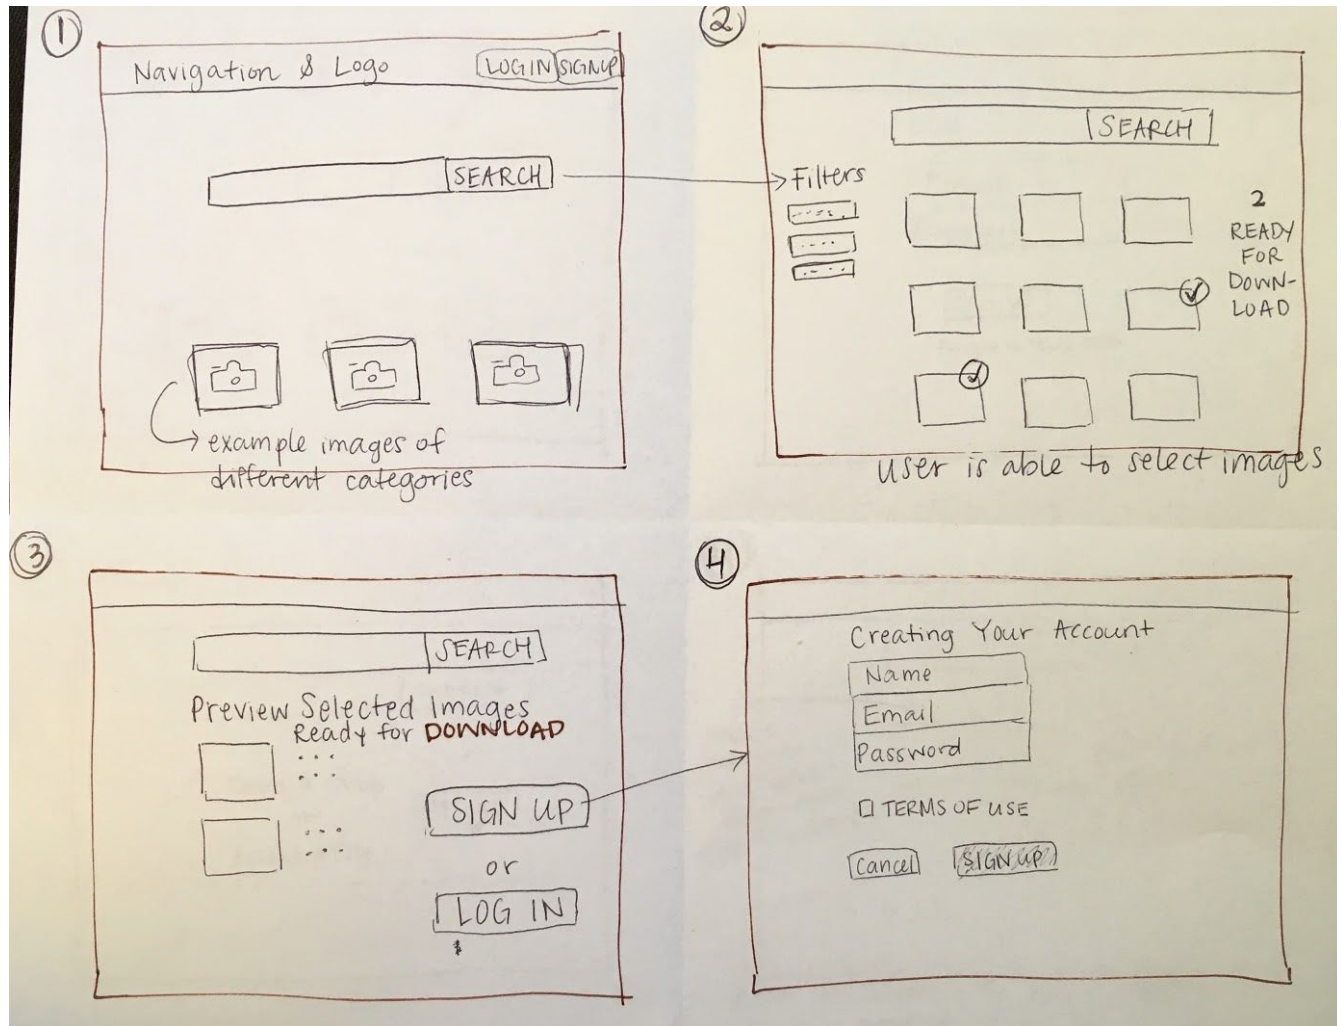 1
Navigation & Logo
LOGIN
SIGNUP
SEARCH
example images of
different categories
2
SEARCH
Filters
2
READY
FOR
DOWN-
LOAD
user is able to select images
3
SEARCH
Preview Selected Images
Ready for DOWNLOAD
SIGN UP
or
LOG IN
4
Creating Your Account
Name
Email
Password
TERMS OF USE
Cancel
SIGN UP